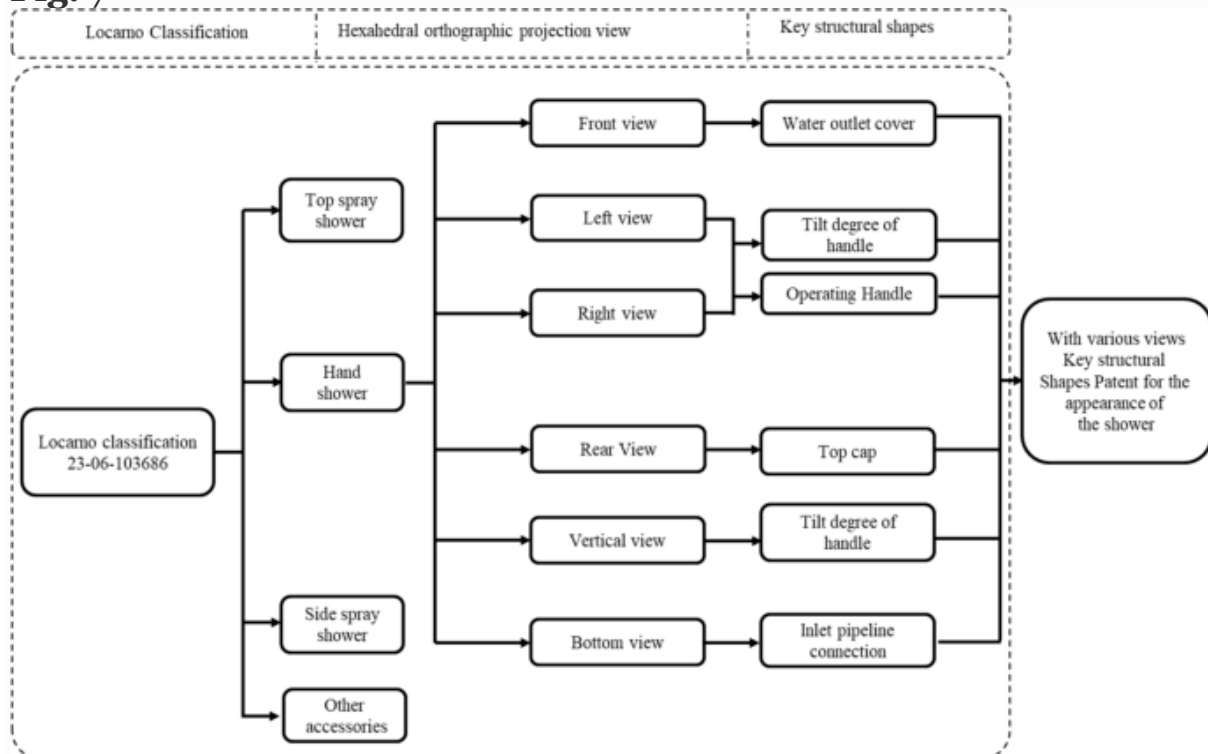 Fig. 7
Locarno Classification
Hexahedral orthographic projection view
Key structural shapes
Front view
Water outlet cover
Top spray
shower
Left view
Tilt degree of
handle
Operating Handle
Right view
With various views
Key structural
Shapes Patent for the
appearance of
the shower
Hand
shower
Locarno classification
23-06-103686
Rear View
Top cap
Vertical view
Tilt degree of
handle
Side spray
shower
Bottom view
Inlet pipeline
connection
Other
accessories